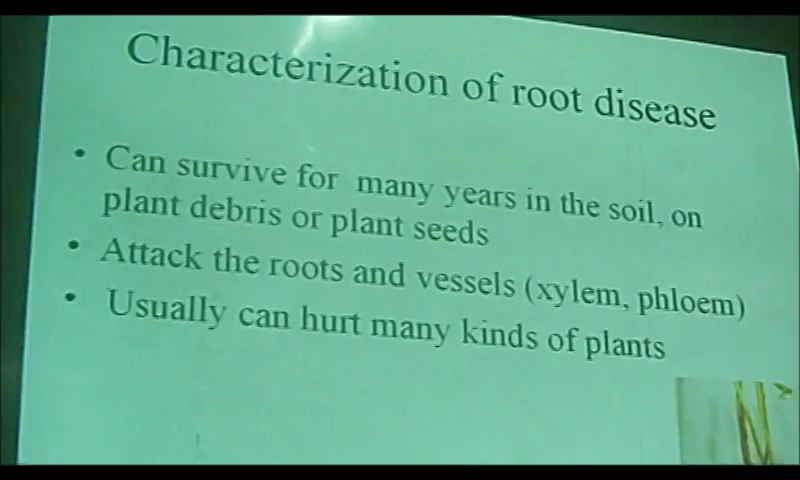 Characterization of root disease
• Can survive for many years in the soil, on
plant debris or plant seeds
• Attack the roots and vessels (xylem, phloem)
• Usually can hurt many kinds of plants